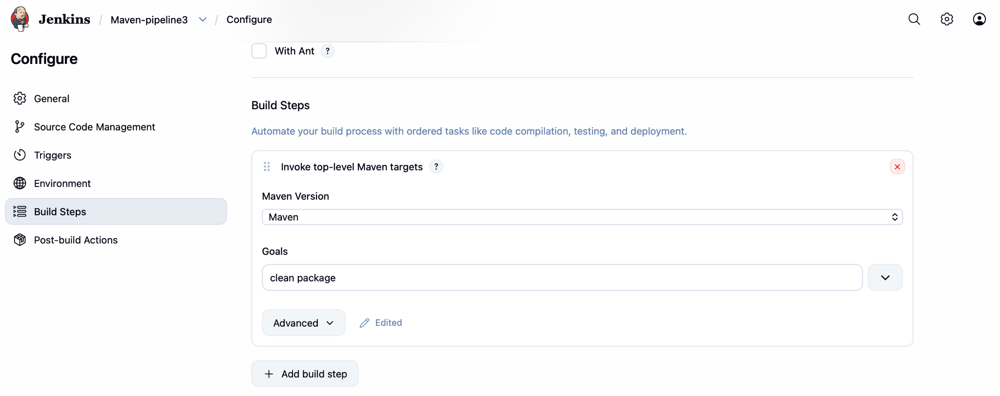 Jenkins / Maven-pipeline3 / Configure
Configure
General
Source Code Management
Triggers
Environment
Build Steps
Post-build Actions
With Ant ?
Build Steps
Automate your build process with ordered tasks like code compilation, testing, and deployment.
Invoke top-level Maven targets ?
Maven Version
Maven
Goals
clean package
Advanced
Edited
+ Add build step